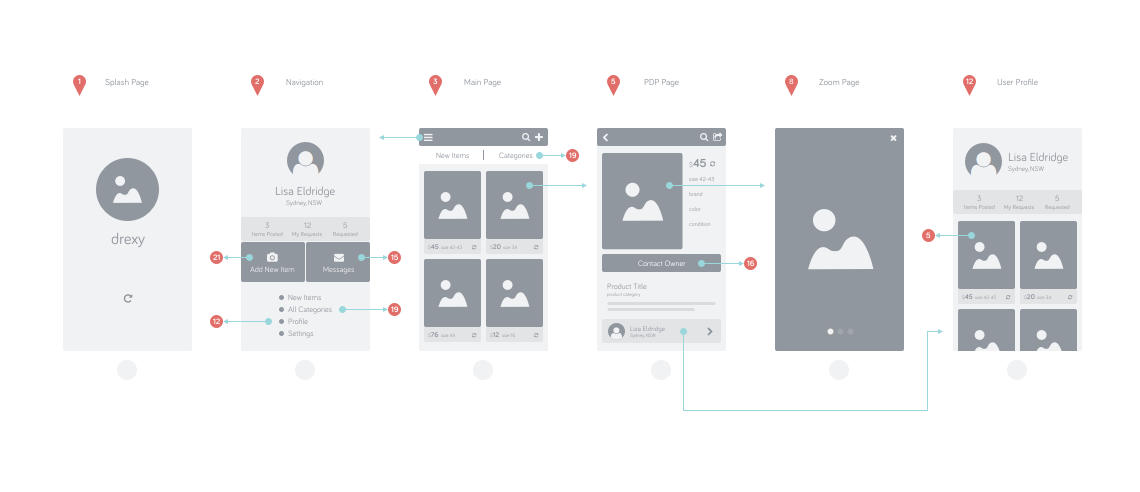 1 Splash Page
2 Navigation
3 Main Page
5 PDP Page
8 Zoom Page
12 User Profile
drexy
Lisa Eldridge
Sydney, NSW
3 12 5
Items Posted My Requests Requested
21
Add New Item Messages
15
New Items
All Categories
19
12
Profile
Settings
New Items Categories
19
$45 size 42-43
$20 size 34
$76
$12
$45
size 42-43
brand
color
condition
Contact Owner
16
Product Title
product category
Lisa Eldridge
Sydney, NSW
Lisa Eldridge
Sydney, NSW
3 12 5
Items Posted My Requests Requested
5
$45 size 42-43
$20 size 34